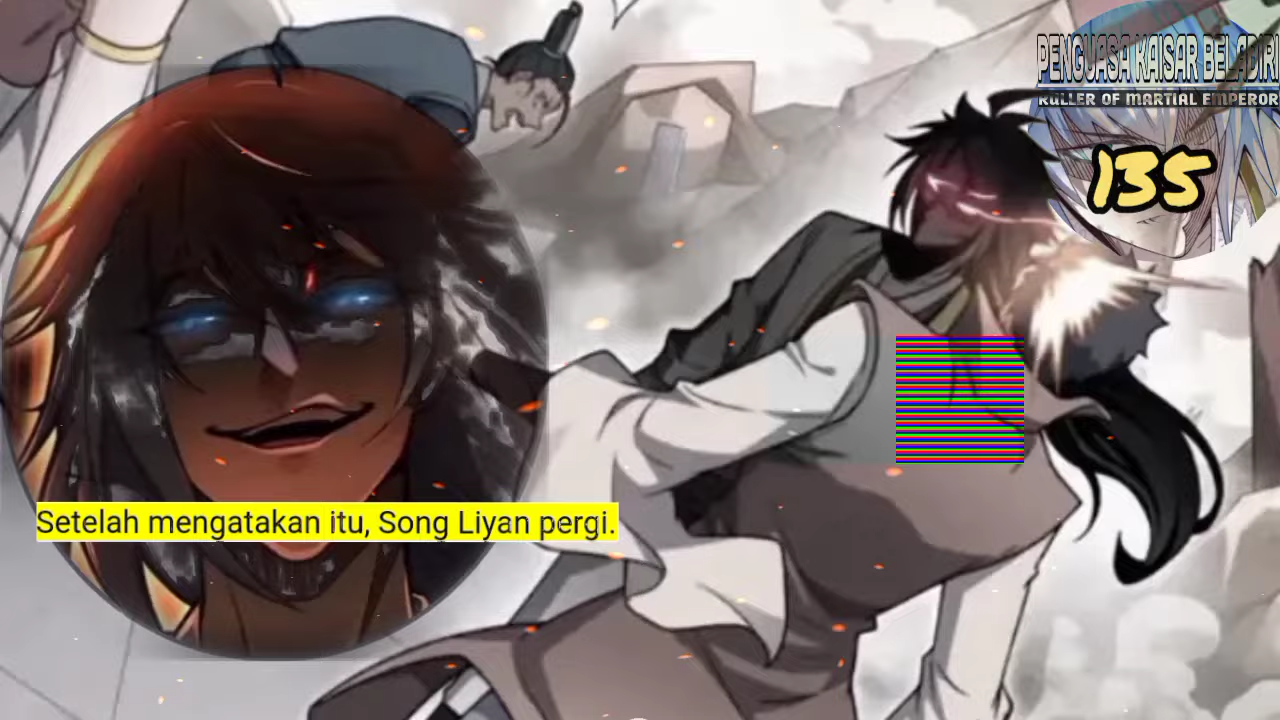 PENGUASA KAISAR BELADIRI
RULLER OF MARTIAL EMPEROR
135
Setelah mengatakan itu, Song Liyan pergi.